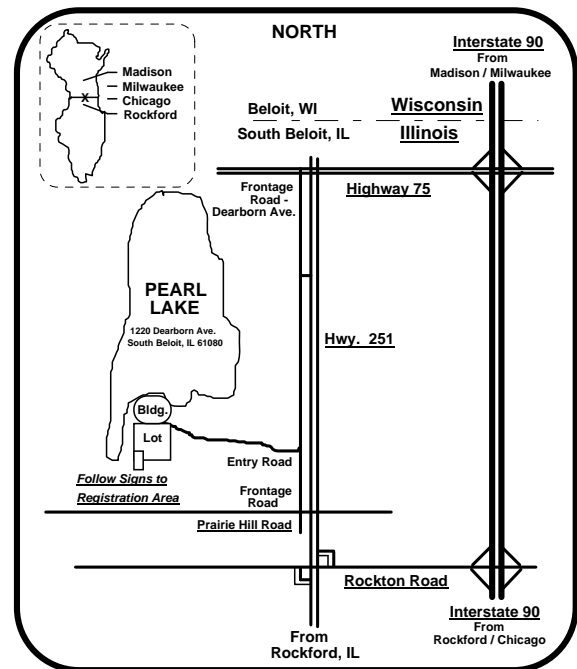 NORTH
Interstate 90
From
Madison / Milwaukee
Madison
Milwaukee
Chicago
Rockford
X
Beloit, WI
Wisconsin
South Beloit, IL
Illinois
Frontage
Road -
Dearborn Ave.
Highway 75
PEARL
LAKE
1220 Dearborn Ave.
South Beloit, IL 61080
Hwy. 251
Bldg.
Lot
Entry Road
Follow Signs to
Registration Area
Frontage
Road
Prairie Hill Road
Rockton Road
Interstate 90
From
Rockford / Chicago
From
Rockford, IL